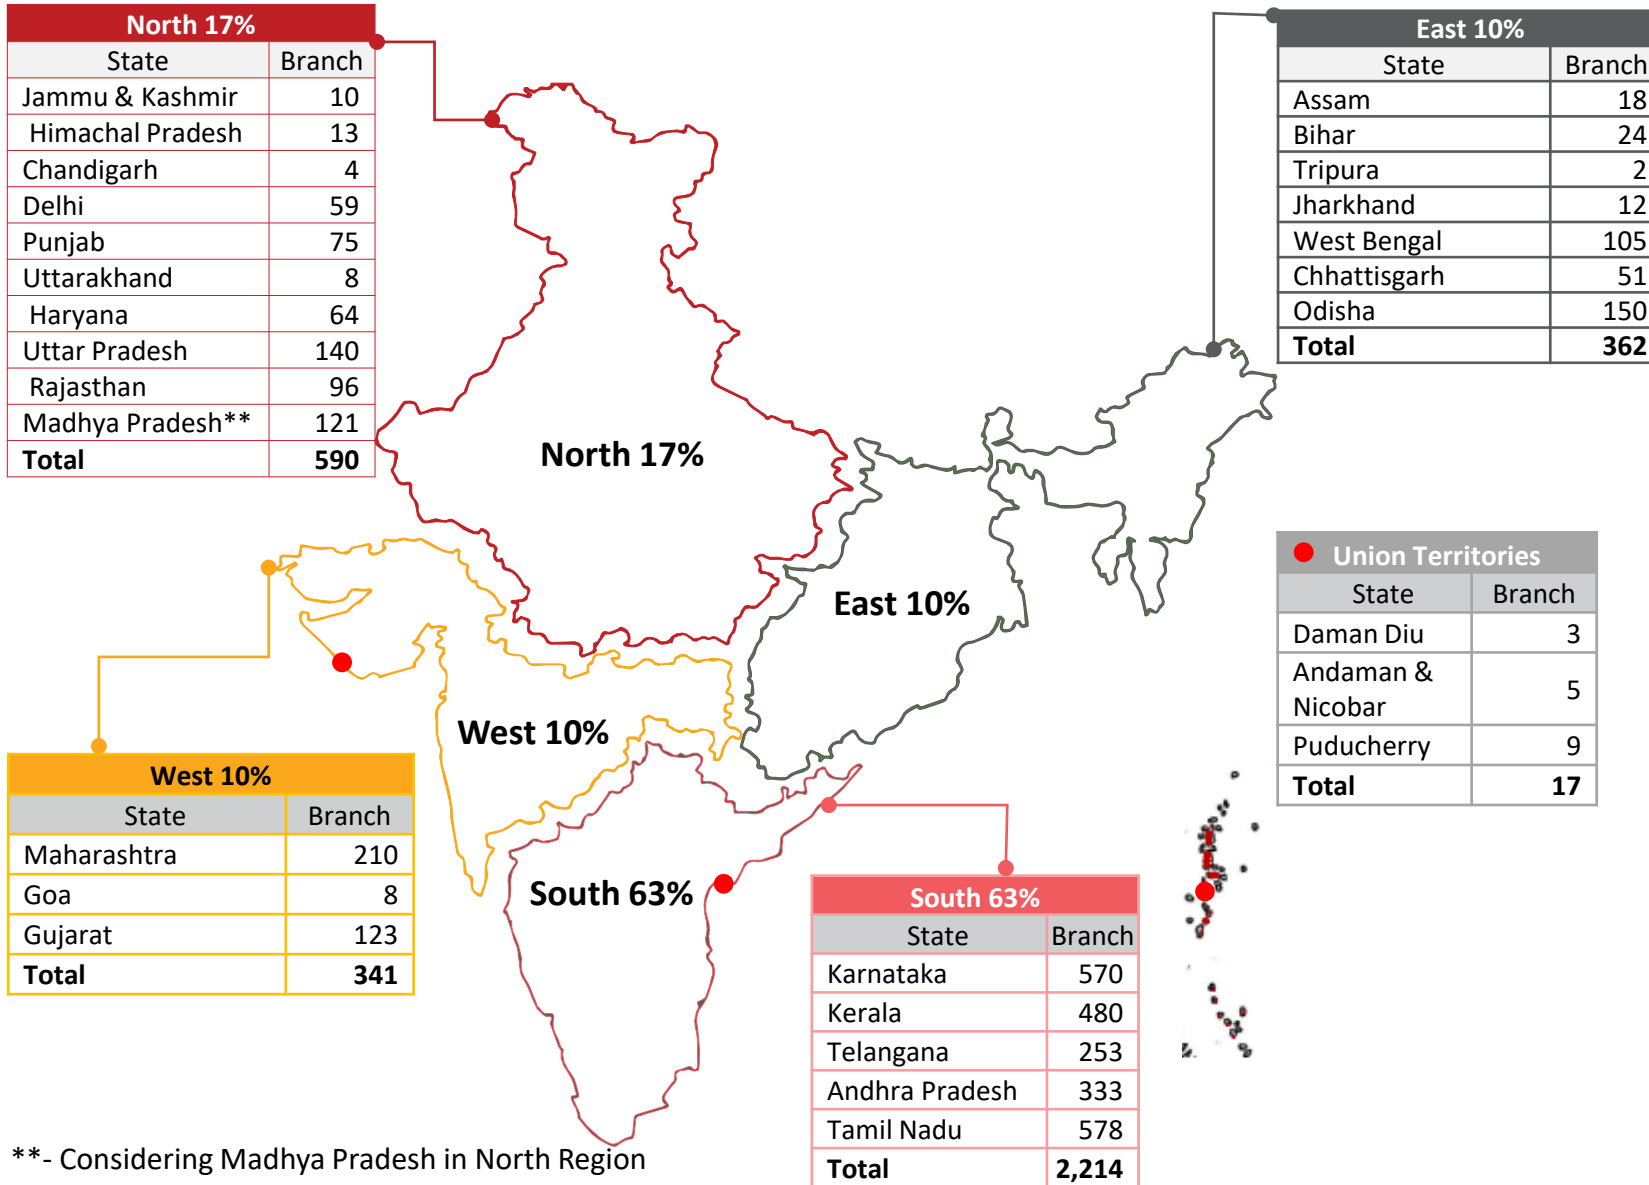 North 17%
State Branch
Jammu & Kashmir 10
Himachal Pradesh 13
Chandigarh 4
Delhi 59
Punjab 75
Uttarakhand 8
Haryana 64
Uttar Pradesh 140
Rajasthan 96
Madhya Pradesh** 121
Total 590
East 10%
State Branch
Assam 18
Bihar 24
Tripura 2
Jharkhand 12
West Bengal 105
Chhattisgarh 51
Odisha 150
Total 362
North 17%
East 10%
West 10%
South 63%
Union Territories
State Branch
Daman Diu 3
Andaman &
Nicobar 5
Puducherry 9
Total 17
West 10%
State Branch
Maharashtra 210
Goa 8
Gujarat 123
Total 341
South 63%
State Branch
Karnataka 570
Kerala 480
Telangana 253
Andhra Pradesh 333
Tamil Nadu 578
Total 2,214
**- Considering Madhya Pradesh in North Region